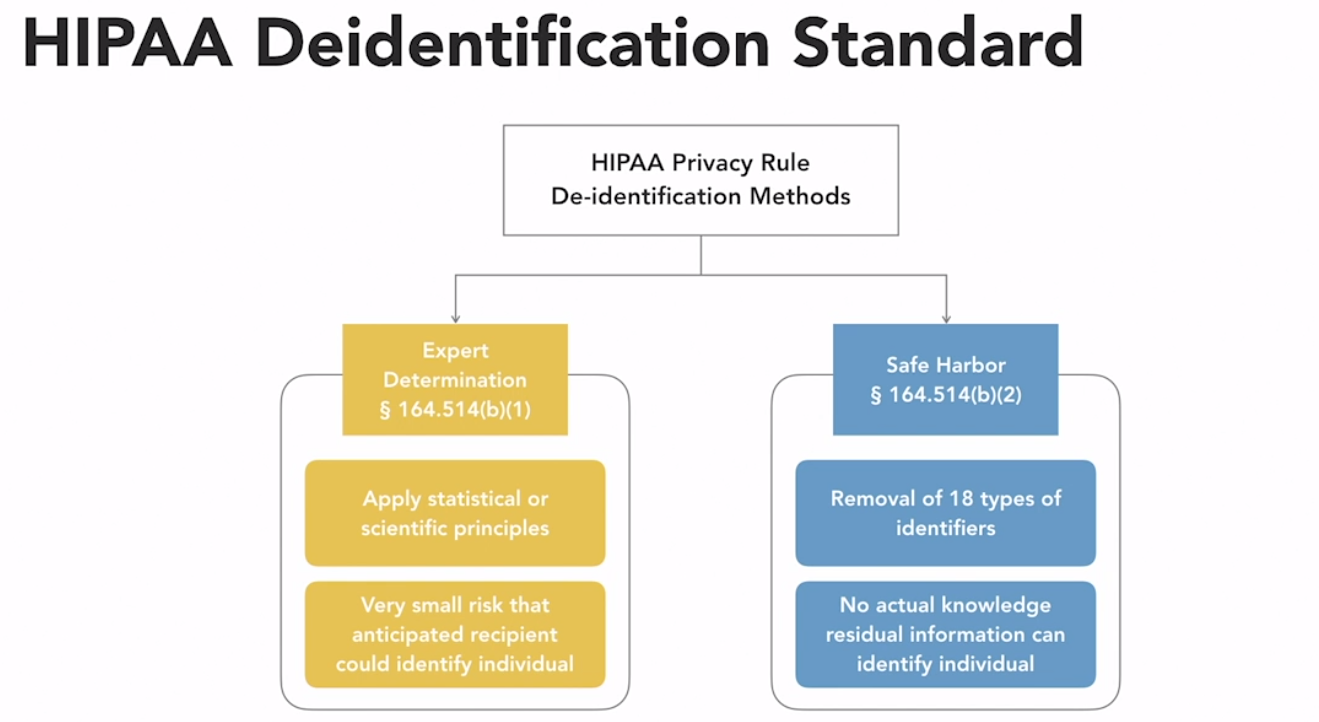 HIPAA Deidentification Standard
HIPAA Privacy Rule
De-identification Methods
Expert
Determination
§ 164.514(b)(1)
Apply statistical or
scientific principles
Very small risk that
anticipated recipient
could identify individual
Safe Harbor
§ 164.514(b)(2)
Removal of 18 types of
identifiers
No actual knowledge
residual information can
identify individual